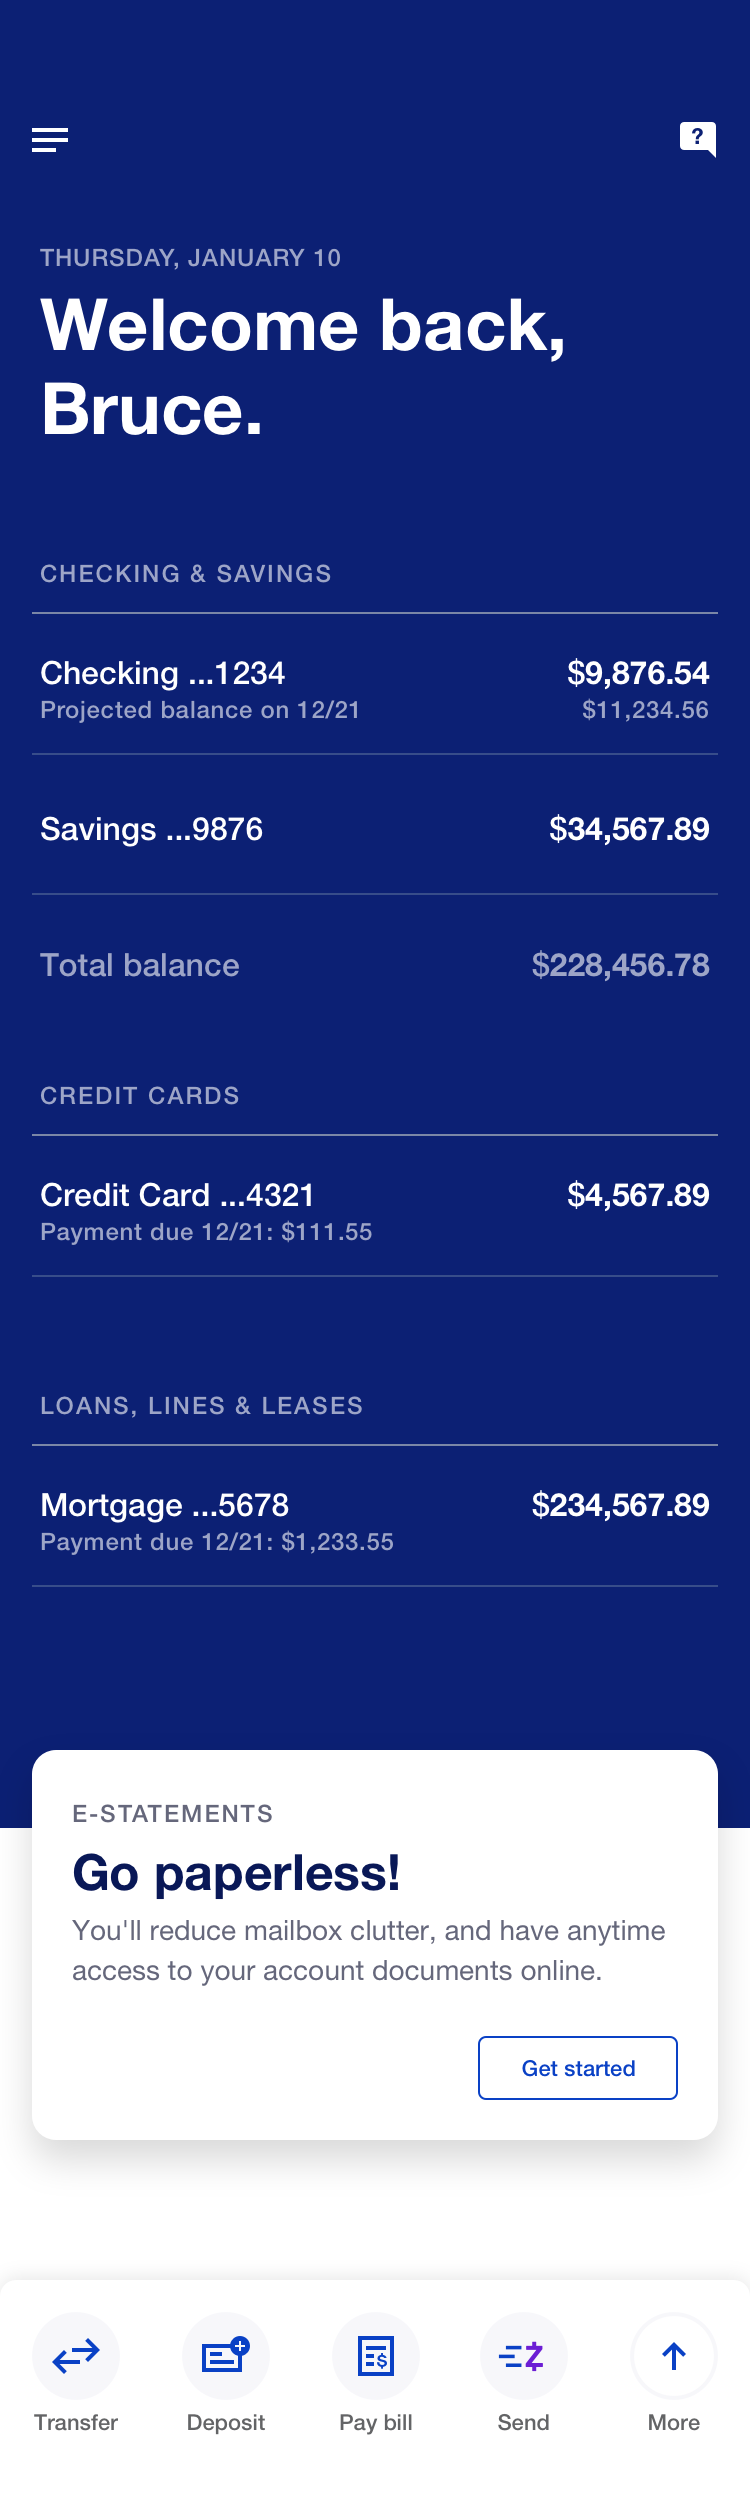 ?
THURSDAY, JANUARY 10
Welcome back,
Bruce.
CHECKING & SAVINGS
Checking ...1234 $9,876.54
Projected balance on 12/21 $11,234.56
Savings ...9876 $34,567.89
Total balance $228,456.78
CREDIT CARDS
Credit Card ...4321 $4,567.89
Payment due 12/21: $111.55
LOANS, LINES & LEASES
Mortgage ...5678 $234,567.89
Payment due 12/21: $1,233.55
E-STATEMENTS
Go paperless!
You'll reduce mailbox clutter, and have anytime
access to your account documents online.
Get started
Transfer Deposit Pay bill Send More